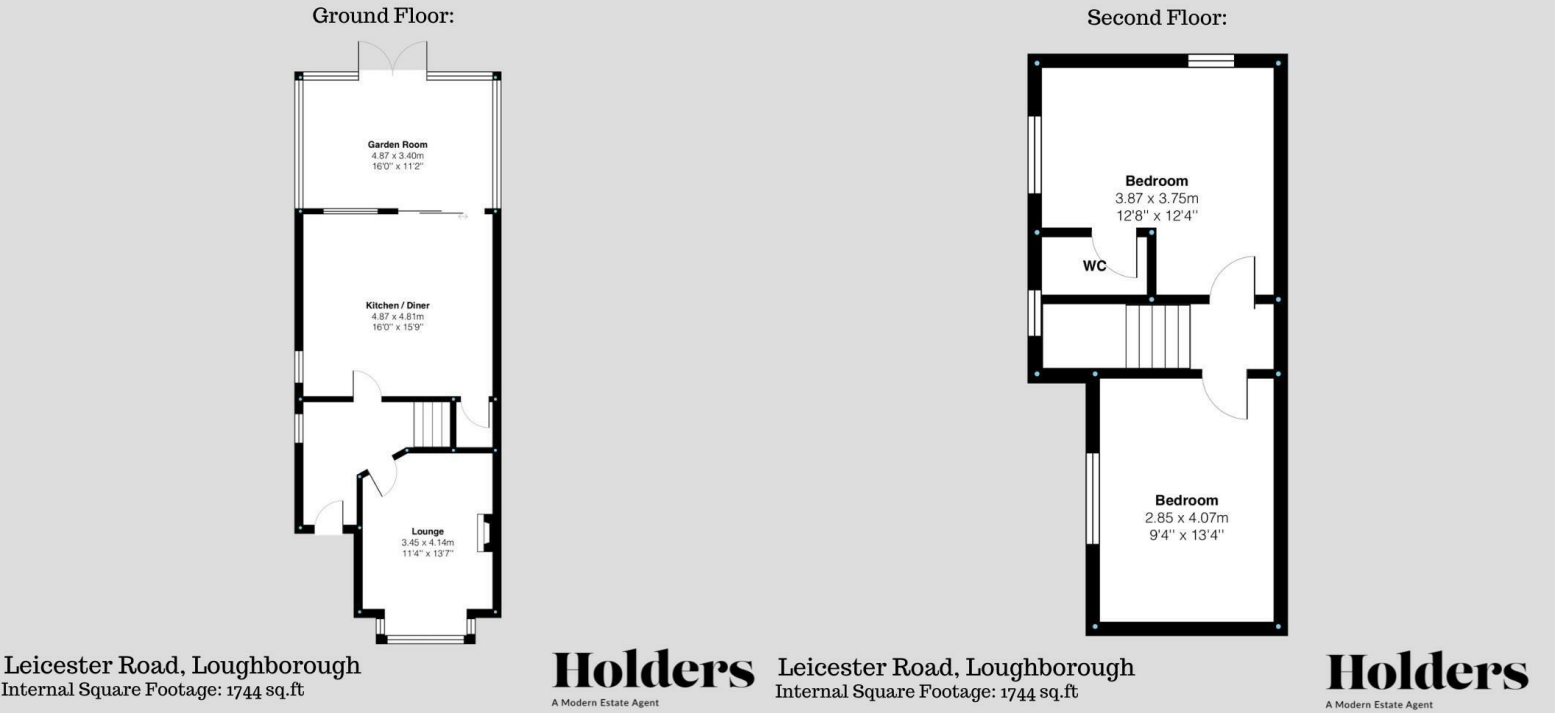 Ground Floor:
Garden Room
4.87 x 3.40m
16'0'' x 11'2''
Kitchen / Diner
4.87 x 4.81m
16'0'' x 15'9''
Lounge
3.45 x 4.14m
11'4'' x 13'7''
Leicester Road, Loughborough
Internal Square Footage: 1744 sq.ft
Holders
A Modern Estate Agent
Second Floor:
Bedroom
3.87 x 3.75m
12'8'' x 12'4''
WC
Bedroom
2.85 x 4.07m
9'4'' x 13'4''
Leicester Road, Loughborough
Internal Square Footage: 1744 sq.ft
Holders
A Modern Estate Agent